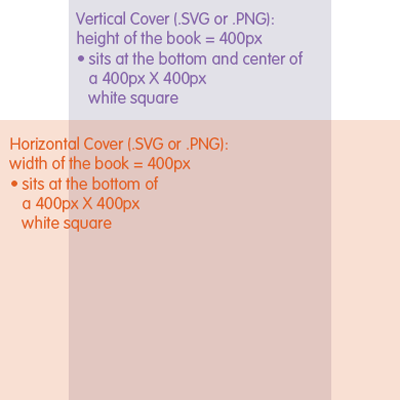 Vertical Cover (.SVG or .PNG):
height of the book = 400px
• sits at the bottom and center of
a 400px X 400px
white square
Horizontal Cover (.SVG or .PNG):
width of the book = 400px
• sits at the bottom of
a 400px X 400px
white square